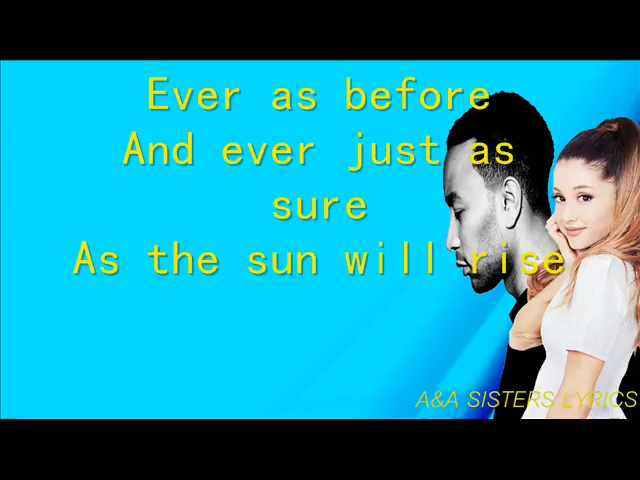 Ever as before
And ever just as
sure
As the sun will rise
A&A SISTERS LYRICS